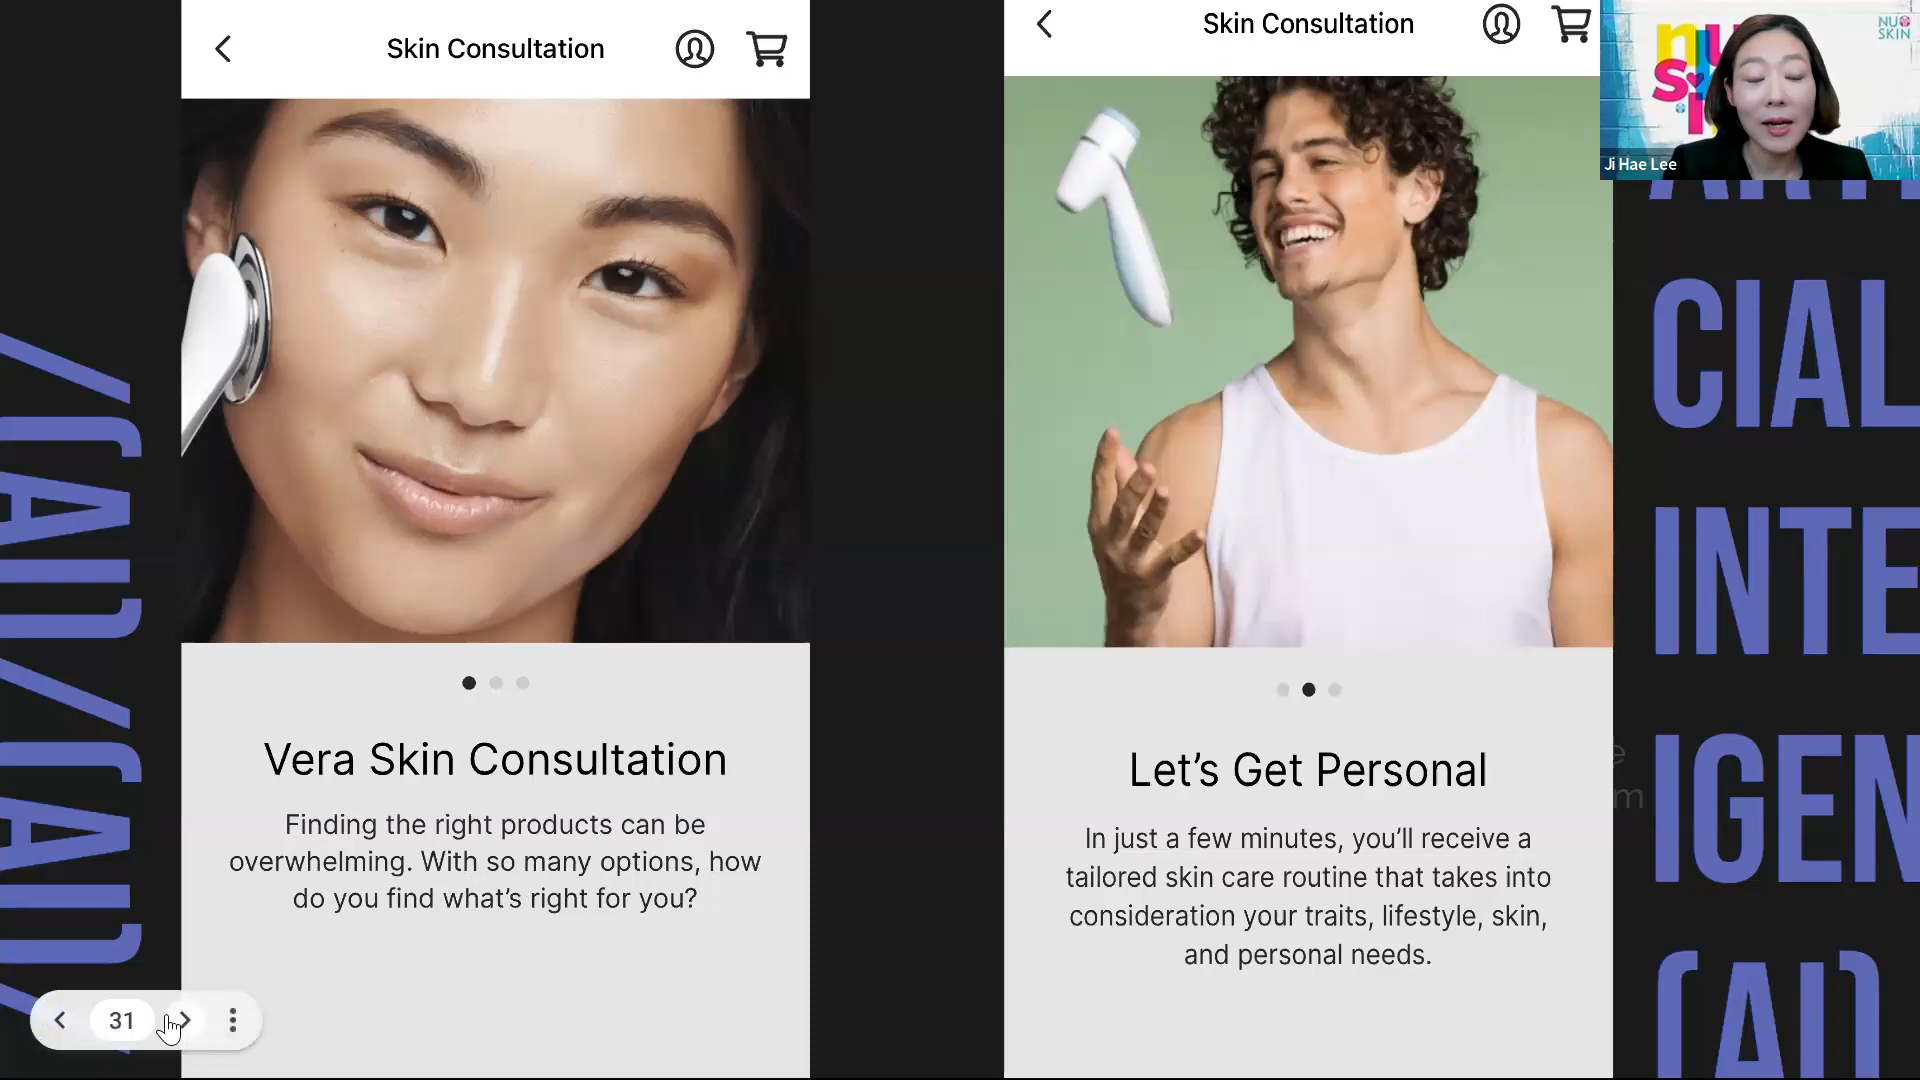 Skin Consultation
Vera Skin Consultation
Finding the right products can be
overwhelming. With so many options, how
do you find what's right for you?
Skin Consultation
Let's Get Personal
In just a few minutes, you'll receive a
tailored skin care routine that takes into
consideration your traits, lifestyle, skin,
and personal needs.
NU
SKIN
Ji Hae Lee
CIAL
INTE
IGEN
(AI)
/(AI)/(AI)/
31